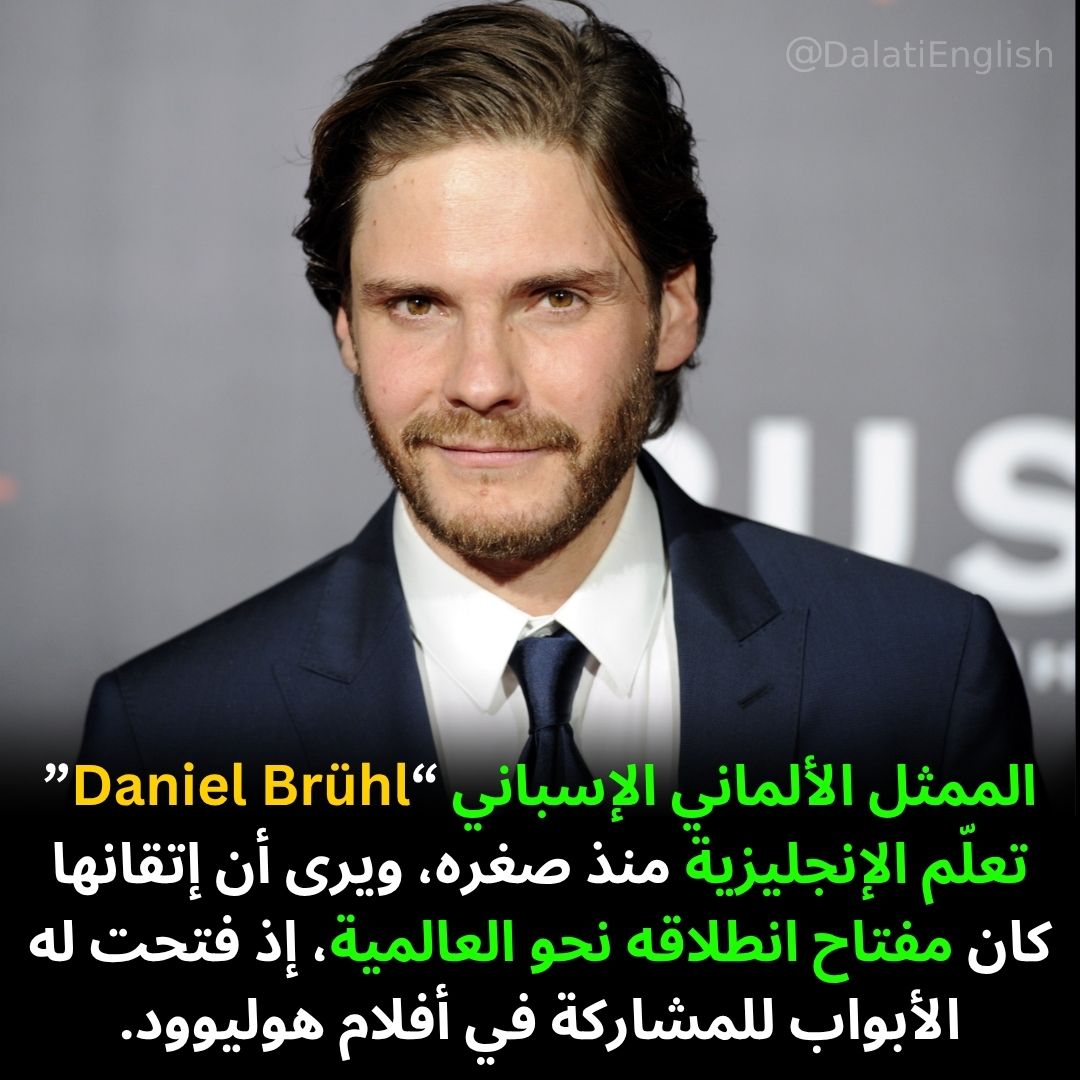 @DalatiEnglish
US
H
الممثل الألماني الإسباني “Daniel Brühl”
تعلّم الإنجليزية منذ صغره، ويرى أن إتقانها
كان مفتاح انطلاقه نحو العالمية، إذ فتحت له
الأبواب للمشاركة في أفلام هوليوود.